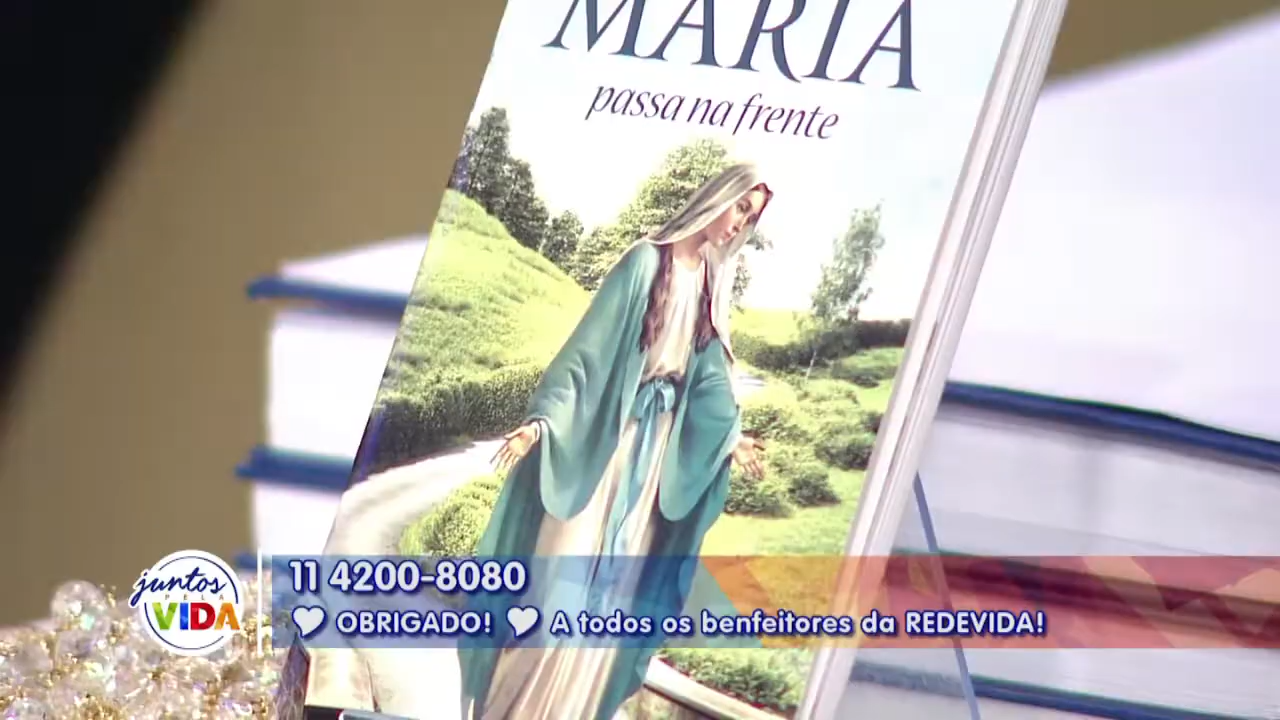 MARIA
passa na frente
juntos
PELA
VIDA
11 4200-8080
OBRIGADO! A todos os benfeitores da REDEVIDA!